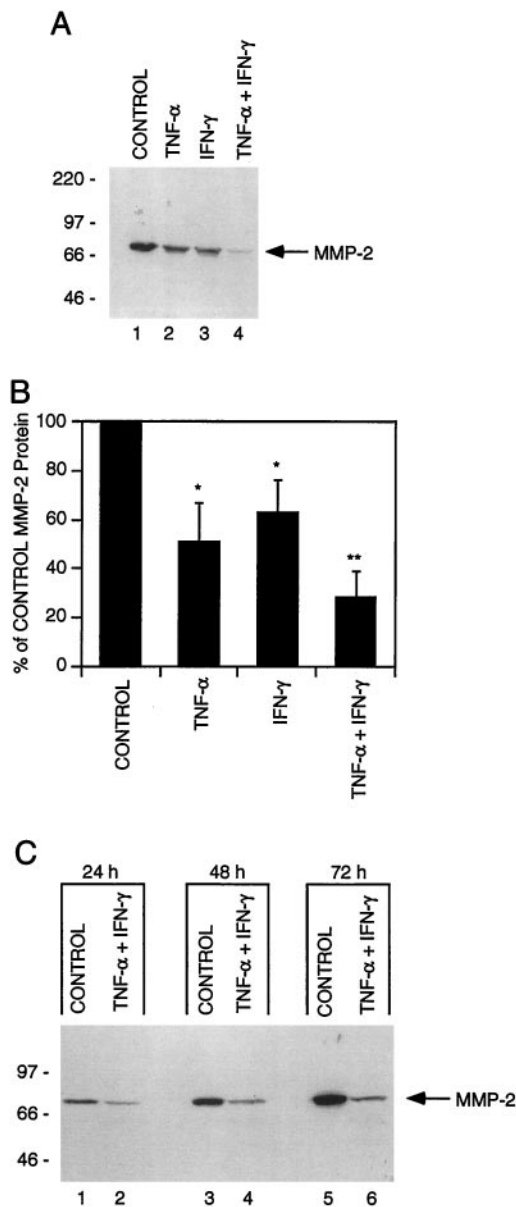 A
CONTROL
TNF-α
IFN-γ
TNF-α + IFN-γ
220 -
97 -
66 -
46 -
MMP-2
1 2 3 4
B
% of CONTROL MMP-2 Protein
100
80
60
40
20
0
*
*
**
CONTROL
TNF-α
IFN-γ
TNF-α + IFN-γ
C
24 h 48 h 72 h
CONTROL
TNF-α + IFN-γ
CONTROL
TNF-α + IFN-γ
CONTROL
TNF-α + IFN-γ
97 -
66 -
46 -
MMP-2
1 2 3 4 5 6